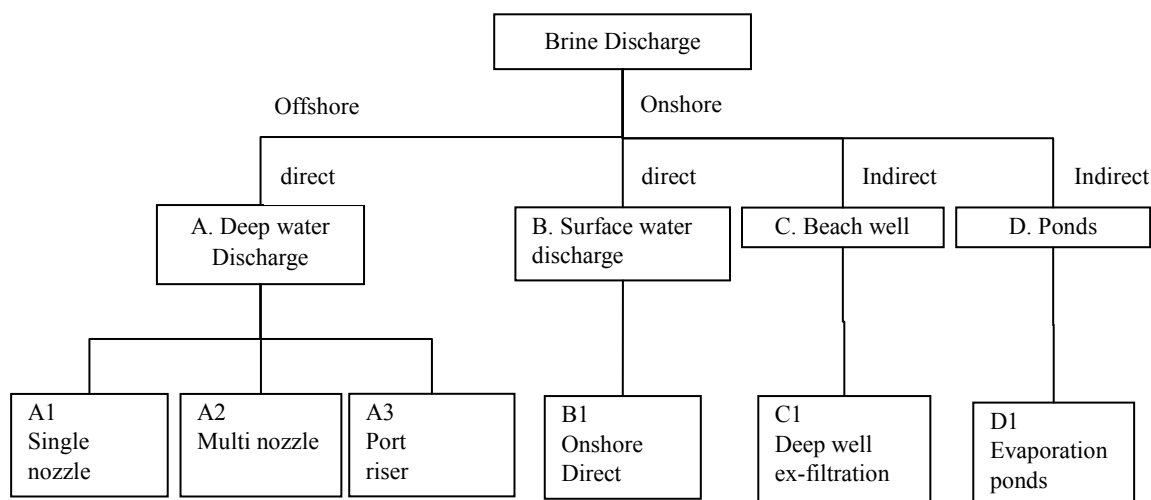 Brine Discharge
Offshore
Onshore
direct
direct
Indirect
Indirect
A. Deep water
Discharge
B. Surface water
discharge
C. Beach well
D. Ponds
A1
Single
nozzle
A2
Multi nozzle
A3
Port
riser
B1
Onshore
Direct
C1
Deep well
ex-filtration
D1
Evaporation
ponds